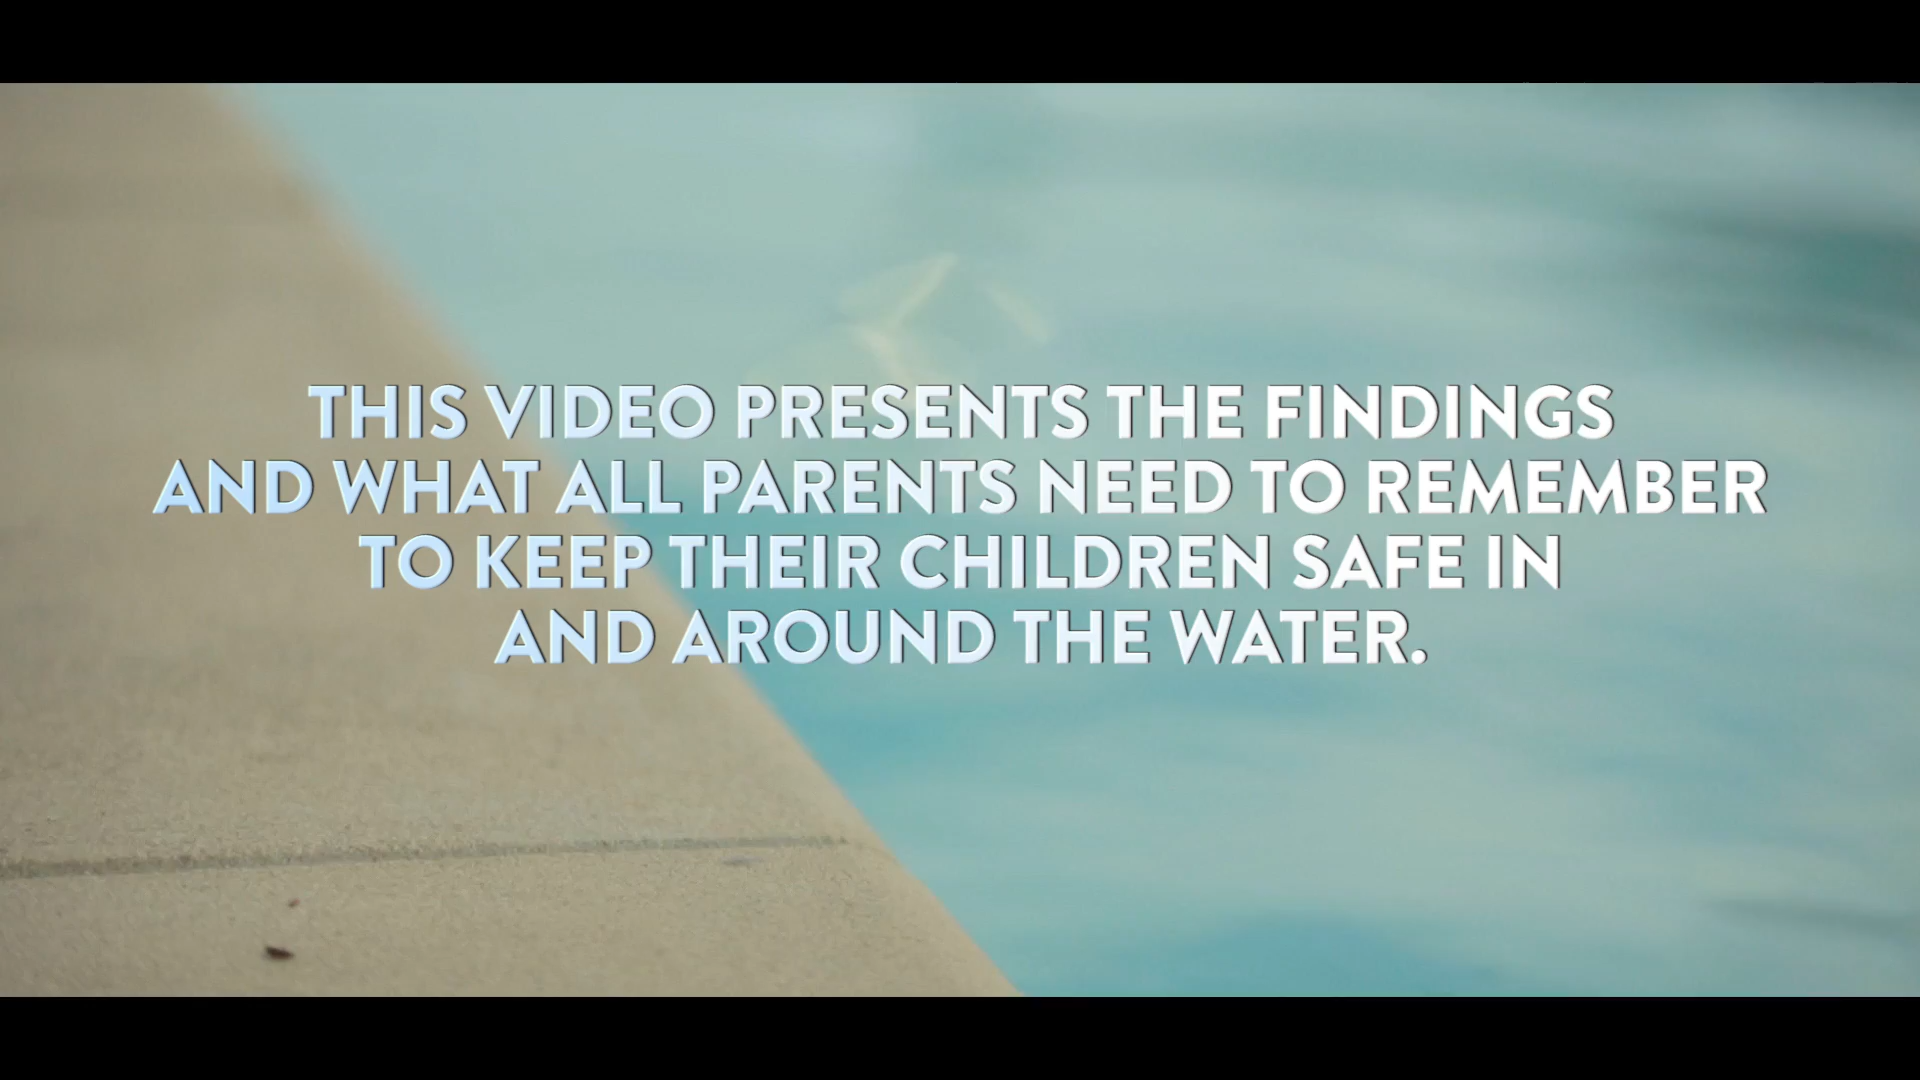 THIS VIDEO PRESENTS THE FINDINGS
AND WHAT ALL PARENTS NEED TO REMEMBER
TO KEEP THEIR CHILDREN SAFE IN
AND AROUND THE WATER.